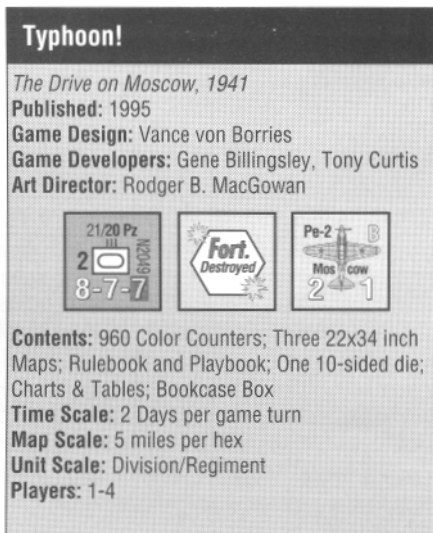 Typhoon!
The Drive on Moscow, 1941
Published: 1995
Game Design: Vance von Borries
Game Developers: Gene Billingsley, Tony Curtis
Art Director: Rodger B. MacGowan
21/20 Pz
III
2
N2049
8-7-7
Fort.
Destroyed
Pe-2 B
Mos cow
2 1
Contents: 960 Color Counters; Three 22x34 inch
Maps; Rulebook and Playbook; One 10-sided die;
Charts & Tables; Bookcase Box
Time Scale: 2 Days per game turn
Map Scale: 5 miles per hex
Unit Scale: Division/Regiment
Players: 1-4